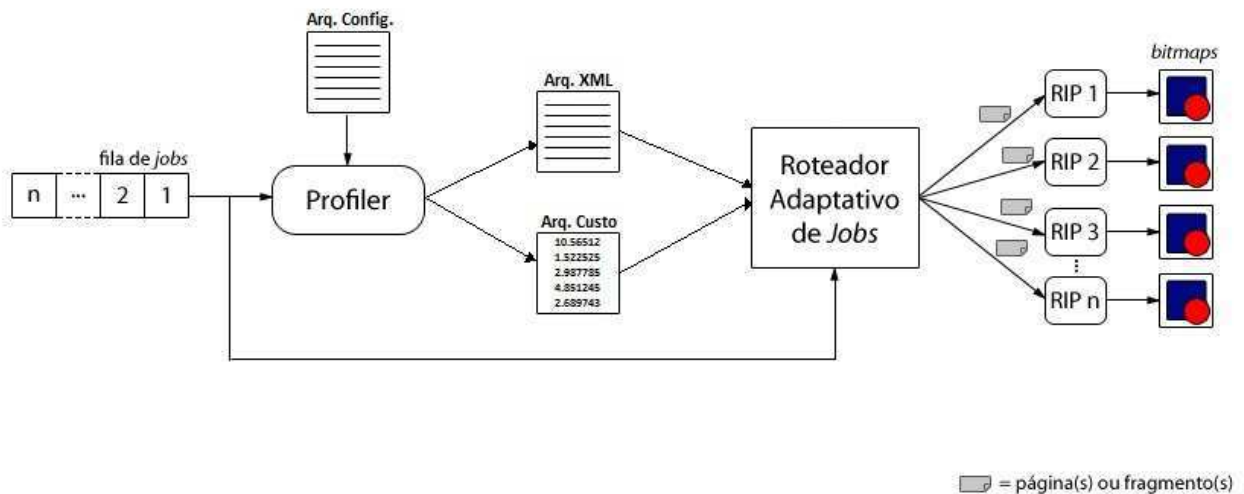 Arq. Config.
fila de jobs
n ... 2 1
Profiler
Arq. XML
Arq. Custo
10.56512
1.522525
2.987785
4.851245
2.689743
Roteador
Adaptativo
de Jobs
bitmaps
RIP 1
RIP 2
RIP 3
RIP n
= página(s) ou fragmento(s)